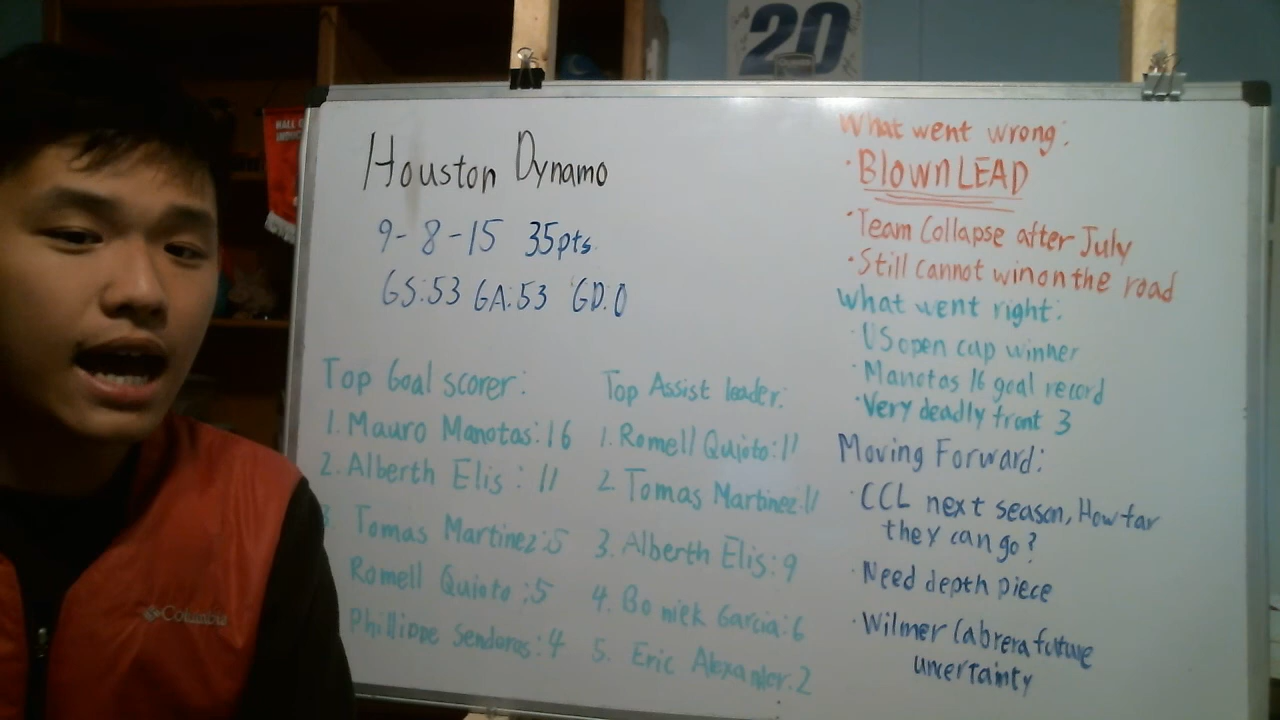 20
HALL O
Houston Dynamo
9-8-15 35pts.
GS:53 GA:53 GD:0
Top Goal scorer:
1. Mauro Manotas:16
2. Alberth Elis: 11
3. Tomas Martinez:5
Romell Quioto:5
Phillippe Senderos:4
Top Assist leader:
1. Romell Quioto:11
2. Tomas Martinez:11
3. Alberth Elis:9
4. Boniek Garcia:6
5. Eric Alexander:2
What went wrong:
·BlOWN LEAD
·Team Collapse after July
·Still cannot win on the road
What went right:
·US open cup winner
·Manotas 16 goal record
·Very deadly front 3
Moving Forward:
·CCL next season, How far
they can go?
·Need depth piece
·Wilmer Cabrera future
uncertainty
Columbia